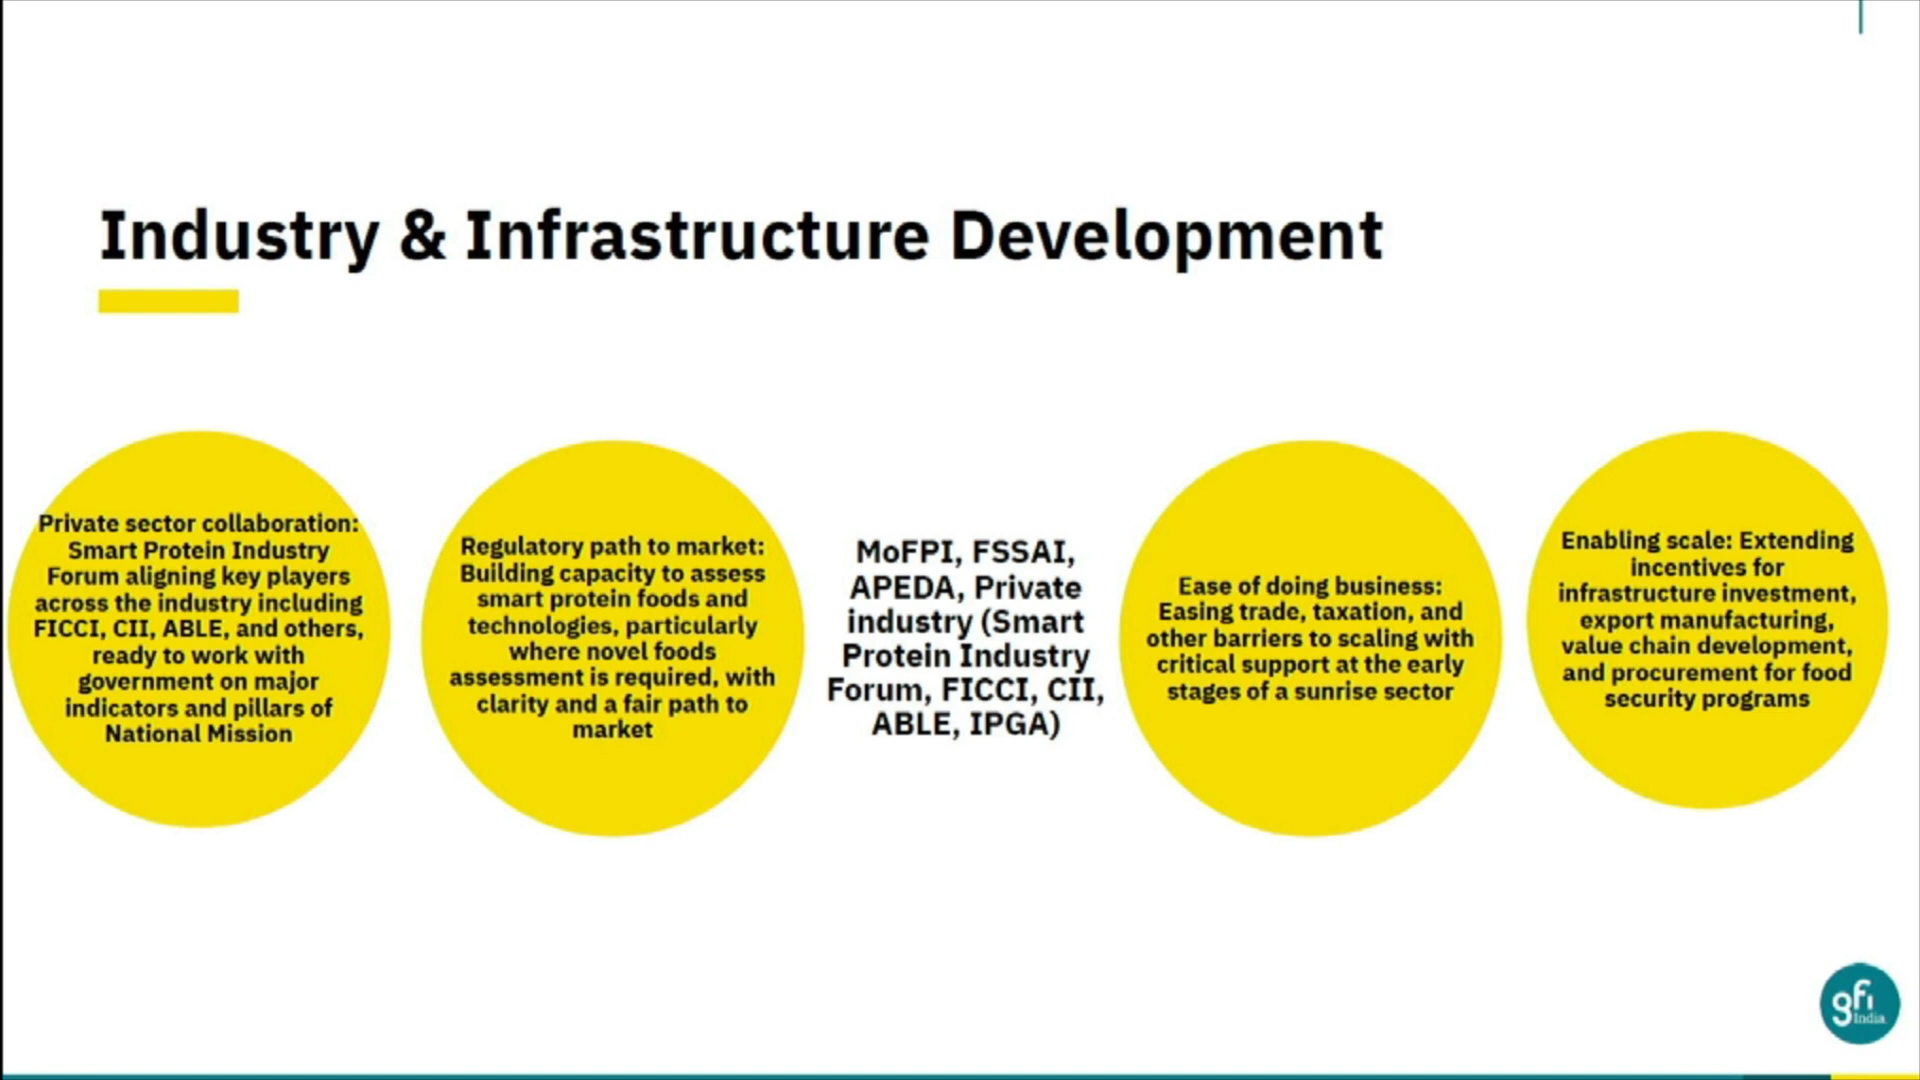 Industry & Infrastructure Development
Private sector collaboration:
Smart Protein Industry
Forum aligning key players
across the industry including
FICCI, CII, ABLE, and others,
ready to work with
government on major
indicators and pillars of
National Mission
Regulatory path to market:
Building capacity to assess
smart protein foods and
technologies, particularly
where novel foods
assessment is required, with
clarity and a fair path to
market
MoFPI, FSSAI,
APEDA, Private
industry (Smart
Protein Industry
Forum, FICCI, CII,
ABLE, IPGA)
Ease of doing business:
Easing trade, taxation, and
other barriers to scaling with
critical support at the early
stages of a sunrise sector
Enabling scale: Extending
incentives for
infrastructure investment,
export manufacturing,
value chain development,
and procurement for food
security programs
gfi
India